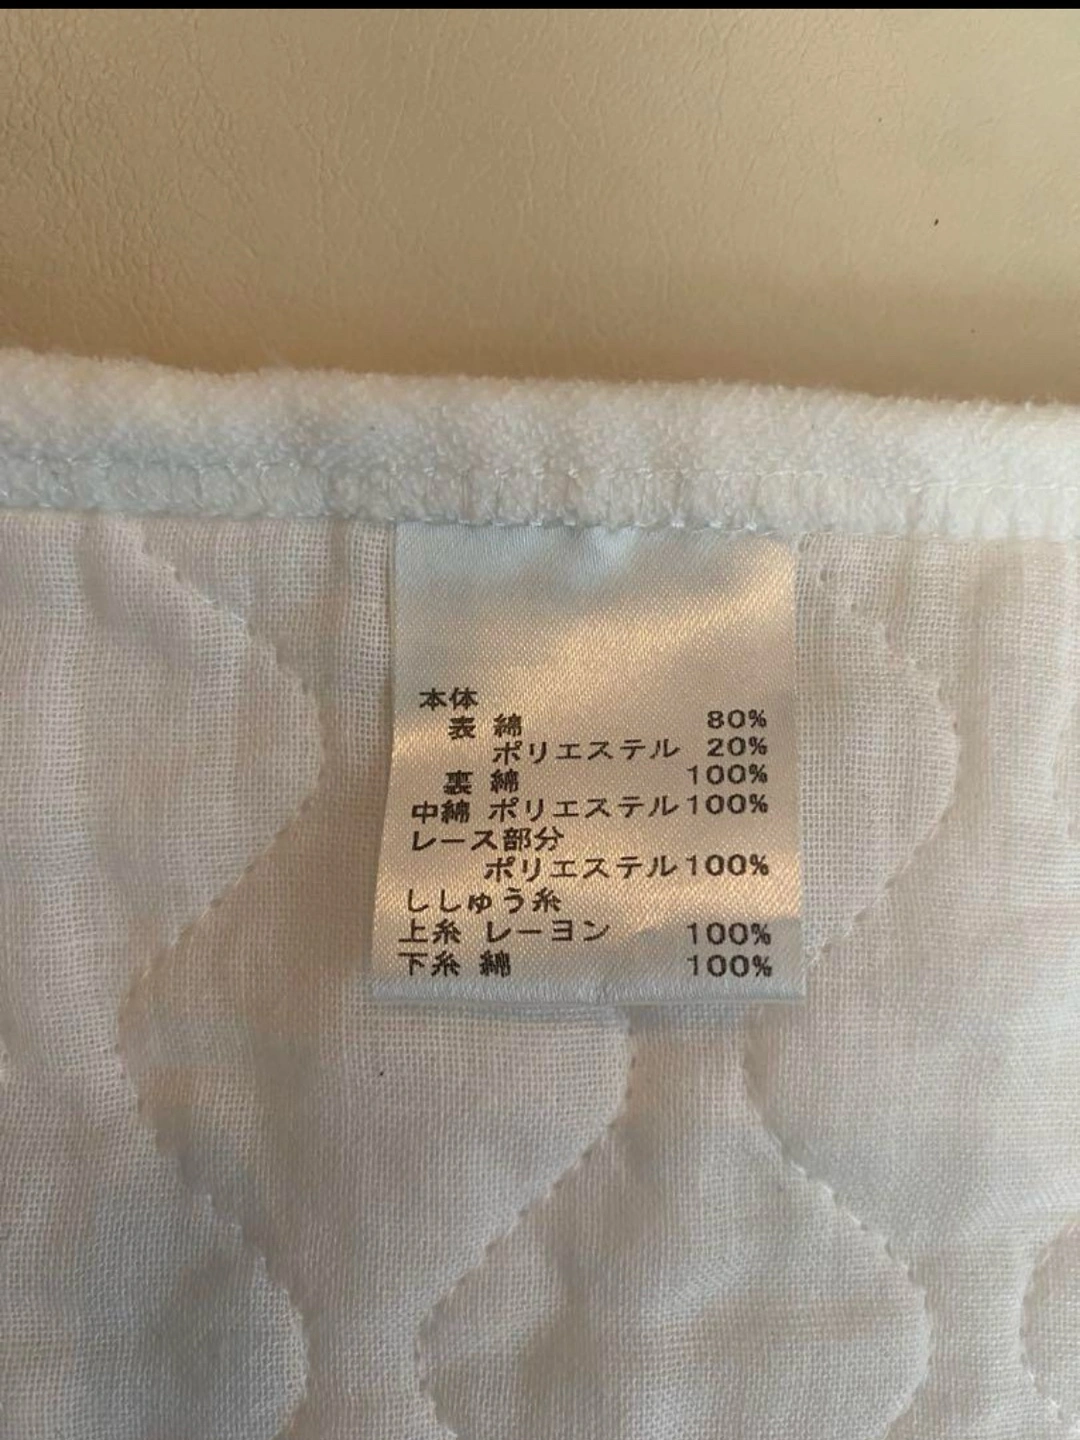 本体
表 綿 80%
ポリエステル 20%
裏 綿 100%
中綿 ポリエステル 100%
レース部分
ポリエステル 100%
ししゅう糸
上糸 レーヨン 100%
下糸 綿 100%